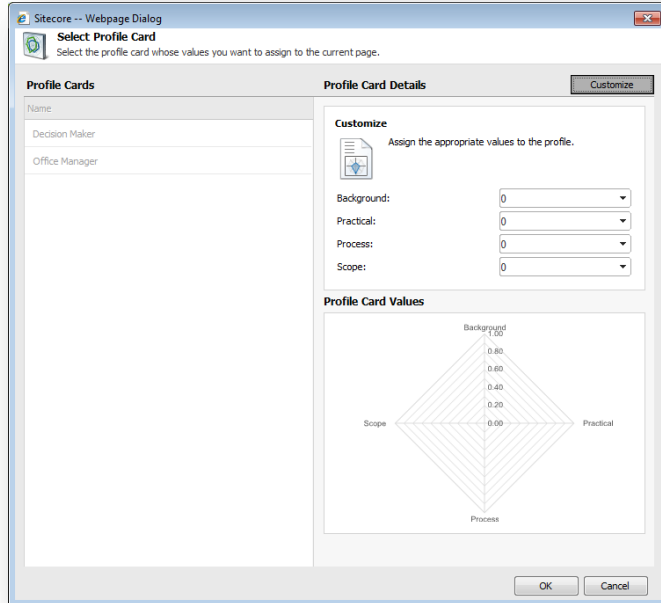 Sitecore -- Webpage Dialog
Select Profile Card
Select the profile card whose values you want to assign to the current page.
Profile Cards
Name
Decision Maker
Office Manager
Profile Card Details
Customize
Customize
Assign the appropriate values to the profile.
Background: 0
Practical: 0
Process: 0
Scope: 0
Profile Card Values
Background
1.00
0.80
0.60
0.40
0.20
Scope 0.00 Practical
Process
OK Cancel